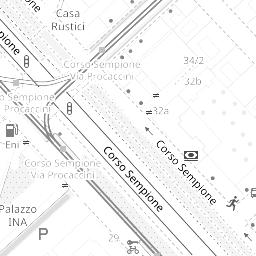 Casa
Rustici
Sempione
Corso Sempione
Via Procaccini
34/2
32b
Sempione
Procaccini
32a
Eni
Corso Sempione
Via Procaccini
Corso Sempione
Corso Sempione
Palazzo
INA
P
29